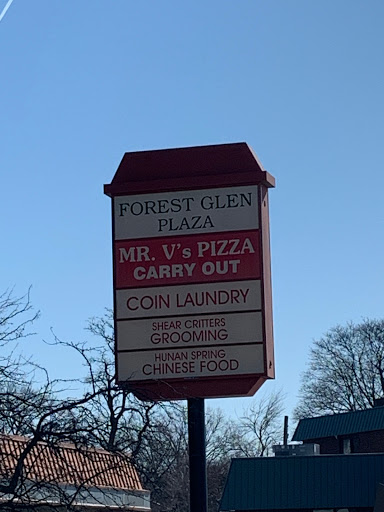 FOREST GLEN
PLAZA
MR. V's PIZZA
CARRY OUT
COIN LAUNDRY
SHEAR CRITTERS
GROOMING
HUNAN SPRING
CHINESE FOOD